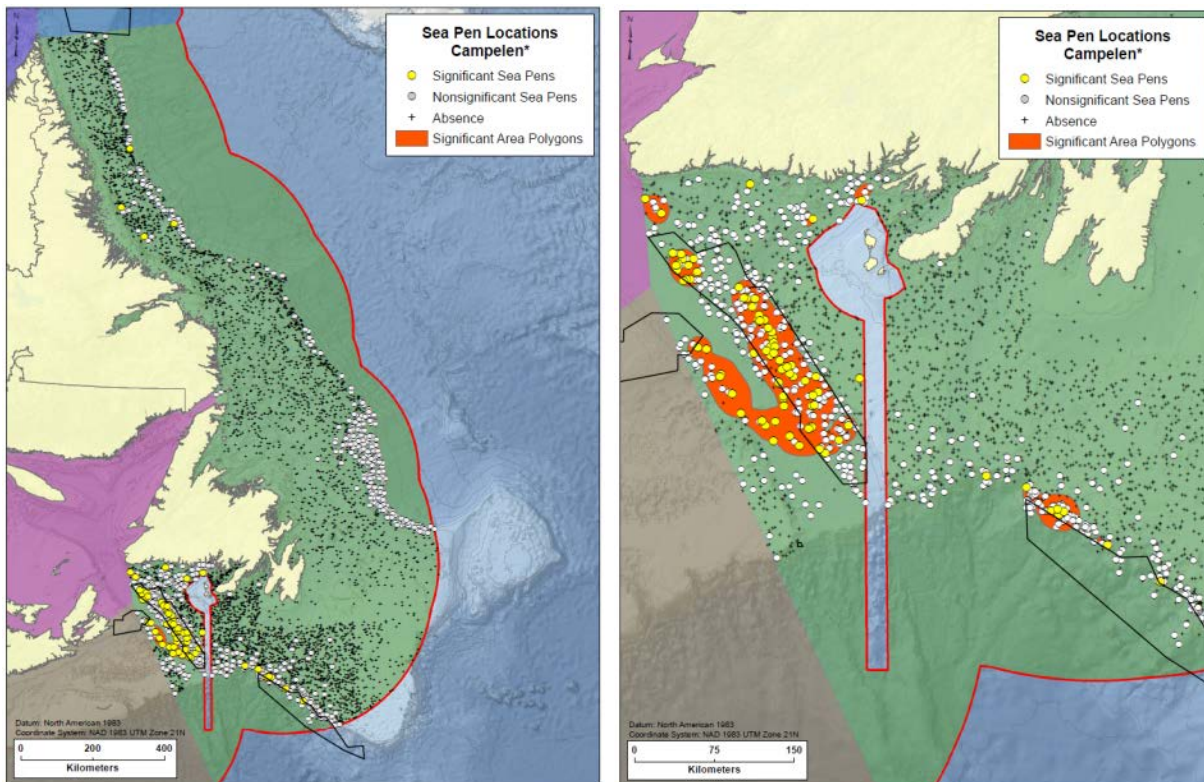 N
Sea Pen Locations
Campelen*
Significant Sea Pens
Nonsignificant Sea Pens
Absence
Significant Area Polygons
Datum: North American 1983
Coordinate System: NAD 1983 UTM Zone 21N
0 200 400
Kilometers
N
Sea Pen Locations
Campelen*
Significant Sea Pens
Nonsignificant Sea Pens
Absence
Significant Area Polygons
Datum: North American 1983
Coordinate System: NAD 1983 UTM Zone 21N
0 75 150
Kilometers